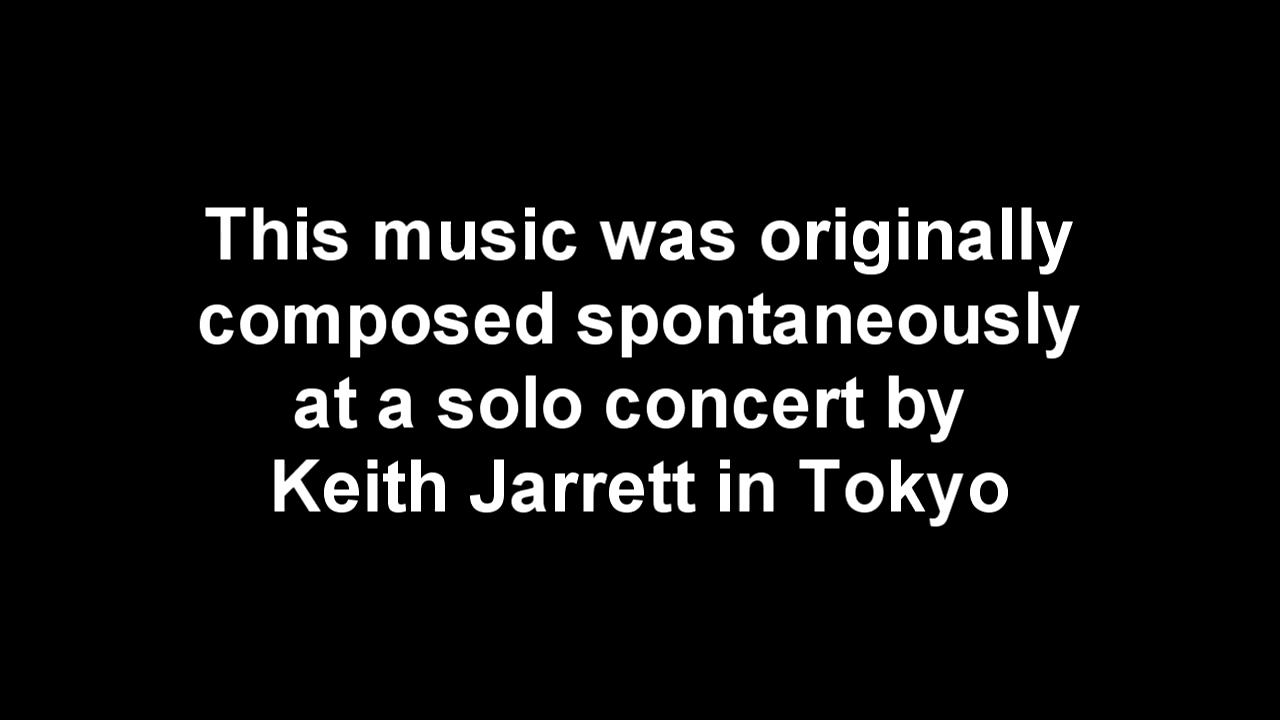 This music was originally
composed spontaneously
at a solo concert by
Keith Jarrett in Tokyo